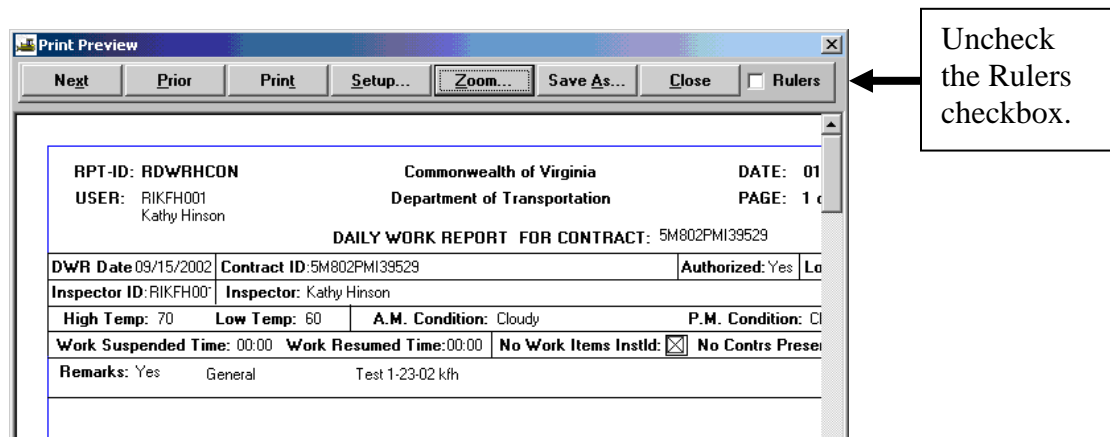 Print Preview
Next Prior Print Setup... Zoom... Save As... Close Rulers
Uncheck
the Rulers
checkbox.
RPT-ID: RDWRHCON Commonwealth of Virginia DATE: 01
USER: RIKFH001 Department of Transportation PAGE: 1
Kathy Hinson
DAILY WORK REPORT FOR CONTRACT: 5M802PMI39529
DWR Date 09/15/2002 Contract ID:5M802PMI39529 Authorized: Yes
Inspector ID:RIKFH00 Inspector: Kathy Hinson
High Temp: 70 Low Temp: 60 A.M. Condition: Cloudy P.M. Condition:
Work Suspended Time: 00:00 Work Resumed Time:00:00 No Work Items Instld: No Contrs
Remarks: Yes General Test 1-23-02 kfh